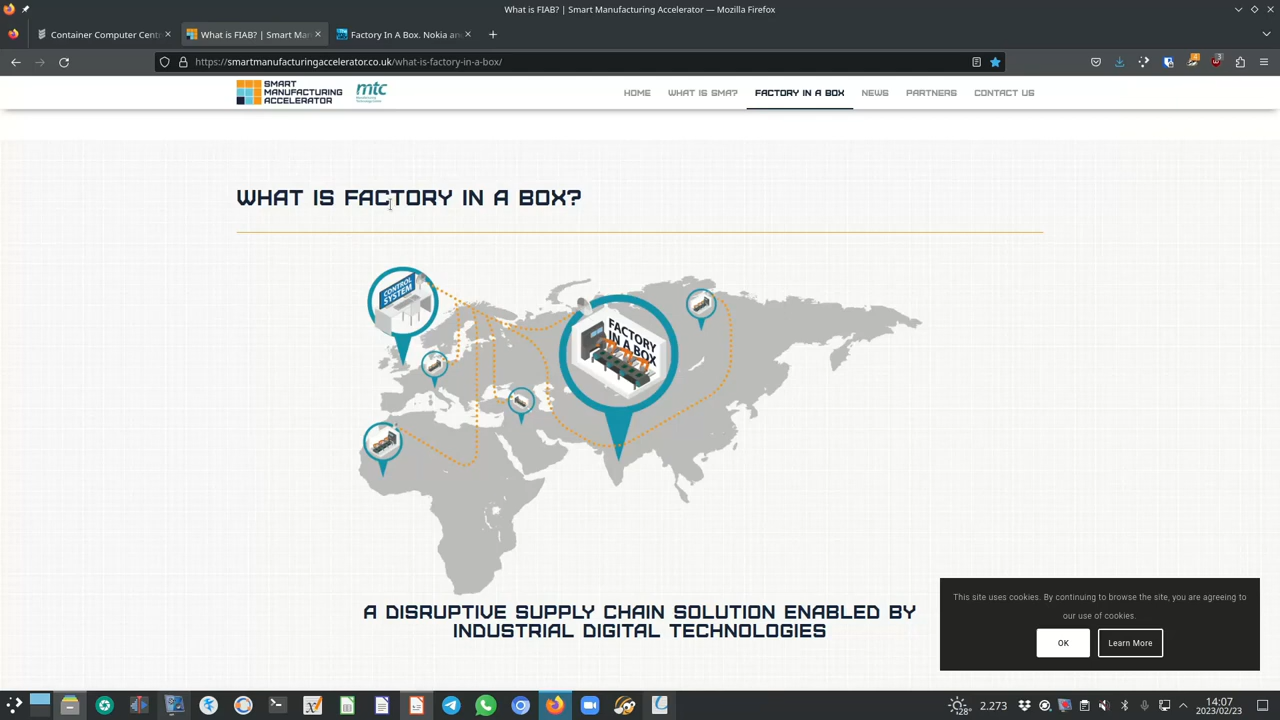 What is FIAB? | Smart Manufacturing Accelerator — Mozilla Firefox
Container Computer Cent
What is FIAB? | Smart Ma
Factory In A Box. Nokia an
https://smartmanufacturingaccelerator.co.uk/what-is-factory-in-a-box/
SMART
MANUFACTURING
ACCELERATOR
mtc
HOME WHAT IS SMA? FACTORY IN A BOX NEWS PARTNERS CONTACT US
WHAT IS FACTORY IN A BOX?
CONTROL
SYSTEM
FACTORY
IN A BOX
A DISRUPTIVE SUPPLY CHAIN SOLUTION ENABLED BY
INDUSTRIAL DIGITAL TECHNOLOGIES
This site uses cookies. By continuing to browse the site, you are agreeing to
our use of cookies.
OK
Learn More
28°
2.273
14:07
2023/02/23